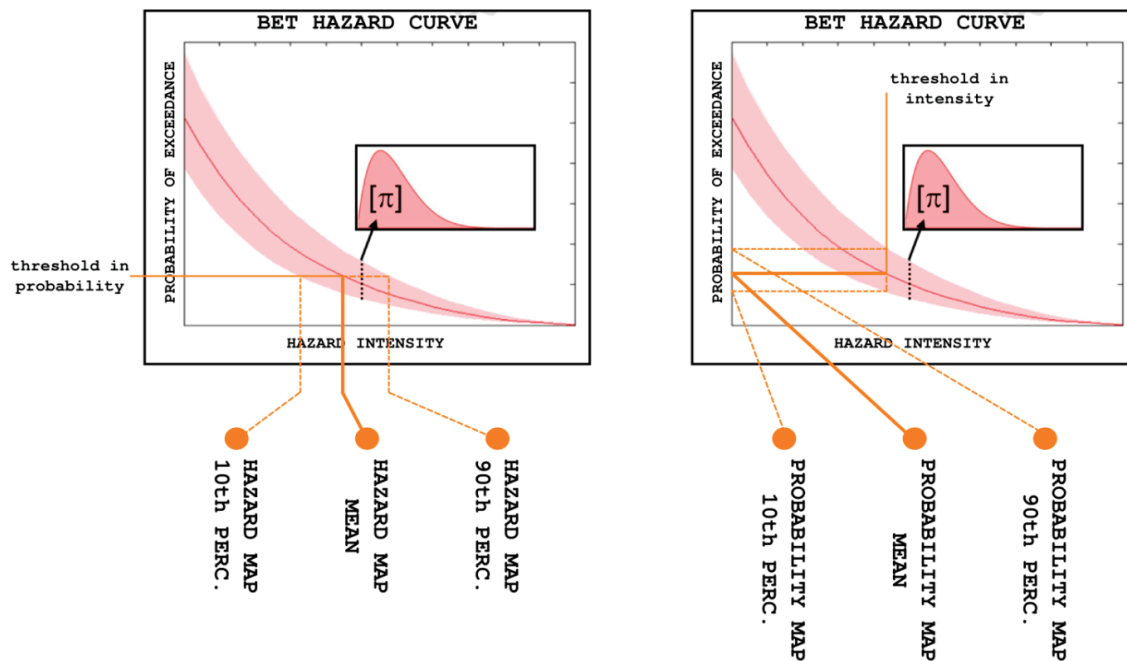 BET HAZARD CURVE
PROBABILITY OF EXCEEDANCE
[π]
threshold in
probability
HAZARD INTENSITY
HAZARD MAP
10th PERC.
HAZARD MAP
MEAN
HAZARD MAP
90th PERC.
BET HAZARD CURVE
PROBABILITY OF EXCEEDANCE
threshold in
intensity
[π]
HAZARD INTENSITY
PROBABILITY MAP
10th PERC.
PROBABILITY MAP
MEAN
PROBABILITY MAP
90th PERC.